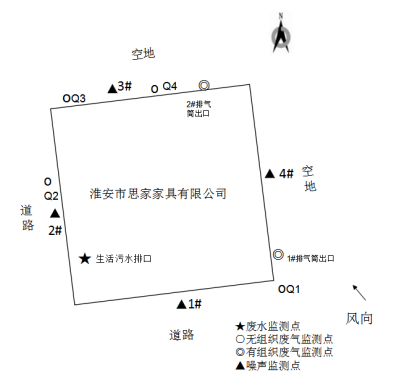 N
空地
3#
Q4
Q3
2#排气
筒出口
4#
空
地
Q2
淮安市思家家具有限公司
道
路
2#
生活污水排口
1#排气筒出口
Q1
1#
道路
风向
★废水监测点
○无组织废气监测点
◎有组织废气监测点
▲噪声监测点